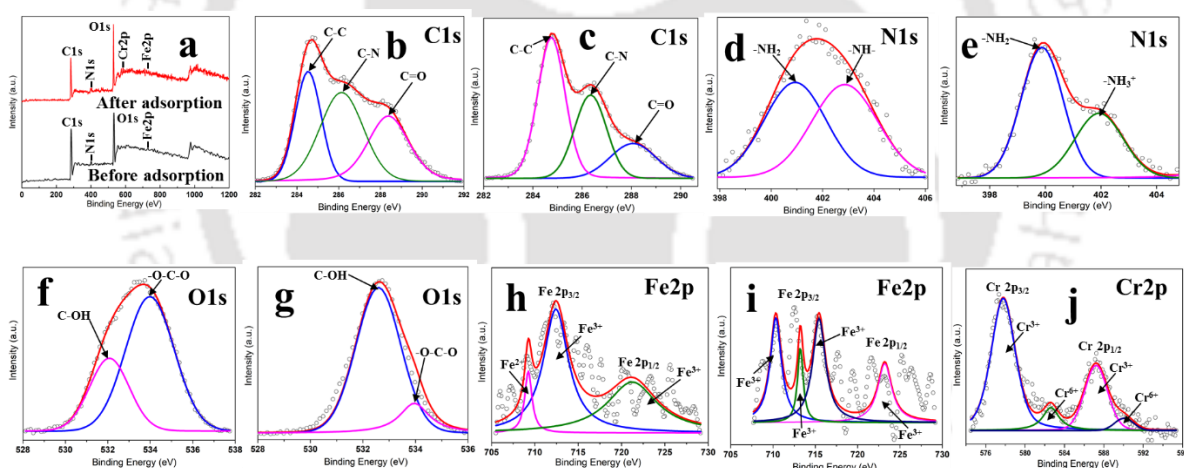 a
O1s
C1s
N1s
Cr2p
Fe2p
After adsorption
O1s
C1s
N1s
Fe2p
Before adsorption
Intensity (a.u.)
0 200 400 600 800 1000 1200
Binding Energy (eV)
b C1s
C-C
C-N
C=O
Intensity (a.u.)
282 284 286 288 290 292
Binding Energy (eV)
c C1s
C-C
C-N
C=O
Intensity (a.u.)
282 284 286 288 290
Binding Energy (eV)
d N1s
-NH2
-NH-
Intensity (a.u.)
398 400 402 404 406
Binding Energy (eV)
e N1s
-NH2
-NH3+
Intensity (a.u.)
398 400 402 404
Binding Energy (eV)
f O1s
-O-C-O
C-OH
Intensity (a.u.)
528 530 532 534 536 538
Binding Energy (eV)
g O1s
C-OH
-O-C-O
Intensity (a.u.)
528 530 532 534 536
Binding Energy (eV)
h Fe2p
Fe 2p3/2
Fe3+
Fe2+
Fe 2p1/2
Fe3+
Intensity (a.u.)
705 710 715 720 725 730
Binding Energy (eV)
i Fe2p
Fe 2p3/2
Fe3+
Fe 2p1/2
Fe3+
Fe3+
Fe3+
Intensity (a.u.)
705 710 715 720 725 730
Binding Energy (eV)
j Cr2p
Cr 2p3/2
Cr3+
Cr 2p1/2
Cr3+
Cr6+
Cr6+
Intensity (a.u.)
576 580 584 588 592
Binding Energy (eV)